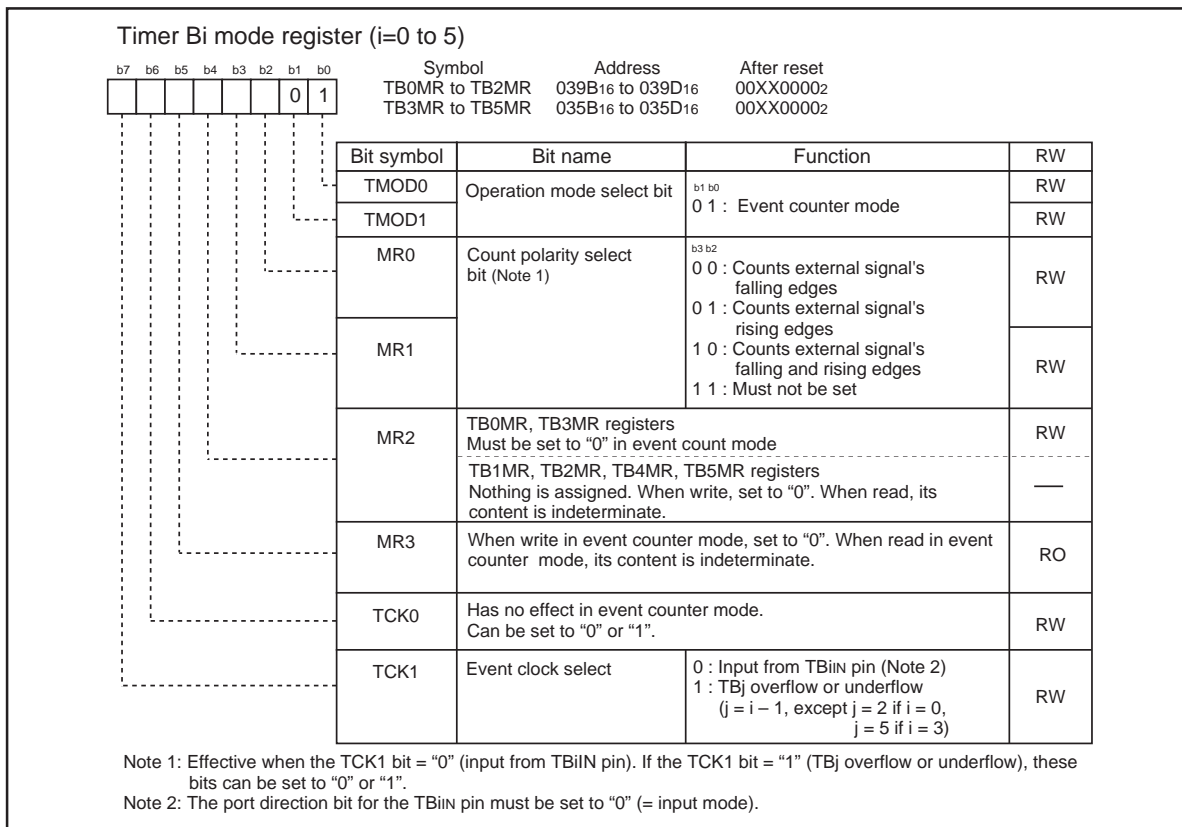 Timer Bi mode register (i=0 to 5)
b7 b6 b5 b4 b3 b2 b1 b0
0 1
Symbol Address After reset
TB0MR to TB2MR 039B16 to 039D16 00XX00002
TB3MR to TB5MR 035B16 to 035D16 00XX00002
Bit symbol Bit name Function RW
TMOD0 Operation mode select bit b1 b0 RW
0 1 : Event counter mode
TMOD1 RW
MR0 Count polarity select b3 b2
bit (Note 1) 0 0 : Counts external signal's RW
falling edges
0 1 : Counts external signal's
rising edges
MR1 1 0 : Counts external signal's RW
falling and rising edges
1 1 : Must not be set
MR2 TB0MR, TB3MR registers RW
Must be set to “0” in event count mode
TB1MR, TB2MR, TB4MR, TB5MR registers —
Nothing is assigned. When write, set to “0”. When read, its
content is indeterminate.
MR3 When write in event counter mode, set to “0”. When read in event RO
counter mode, its content is indeterminate.
TCK0 Has no effect in event counter mode. RW
Can be set to “0” or “1”.
TCK1 Event clock select 0 : Input from TBiIN pin (Note 2) RW
1 : TBj overflow or underflow
(j = i – 1, except j = 2 if i = 0,
j = 5 if i = 3)
Note 1: Effective when the TCK1 bit = “0” (input from TBiIN pin). If the TCK1 bit = “1” (TBj overflow or underflow), these
bits can be set to “0” or “1”.
Note 2: The port direction bit for the TBiIN pin must be set to “0” (= input mode).